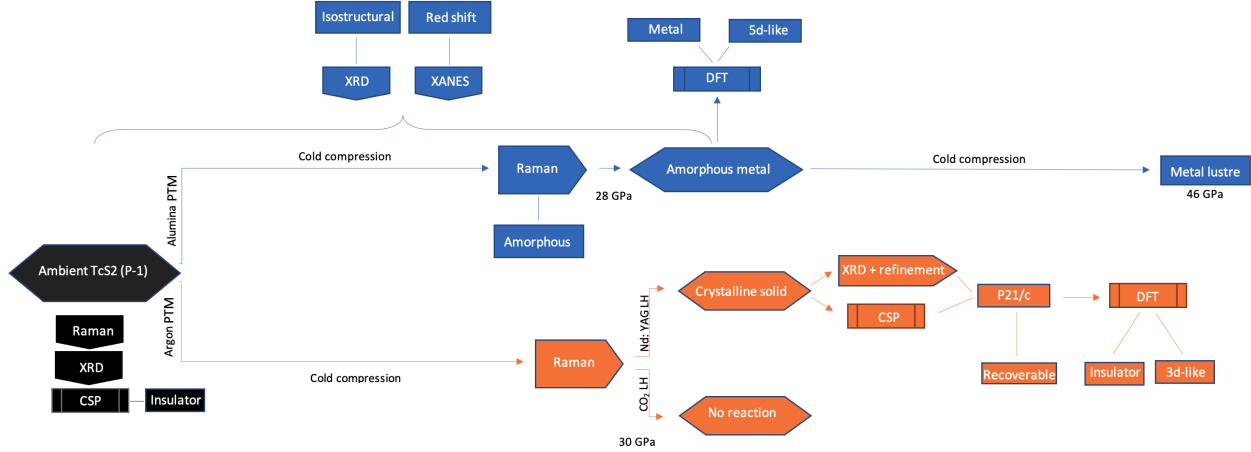 Isostructural
Red shift
XRD
XANES
Metal
5d-like
DFT
Cold compression
Raman
28 GPa
Amorphous metal
Cold compression
Metal lustre
46 GPa
Amorphous
Alumina PTM
Ambient TcS2 (P-1)
Argon PTM
Raman
XRD
CSP
Insulator
Cold compression
Raman
Nd: YAG LH
CO₂ LH
30 GPa
Crystalline solid
No reaction
XRD + refinement
CSP
P21/c
Recoverable
DFT
Insulator
3d-like